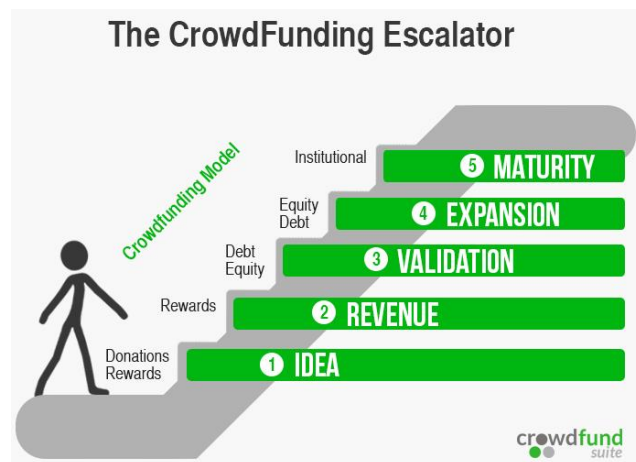 The CrowdFunding Escalator
Crowdfunding Model
Institutional
5 MATURITY
Equity
Debt
4 EXPANSION
Debt
Equity
3 VALIDATION
Rewards
2 REVENUE
Donations
Rewards
1 IDEA
crowdfund
suite